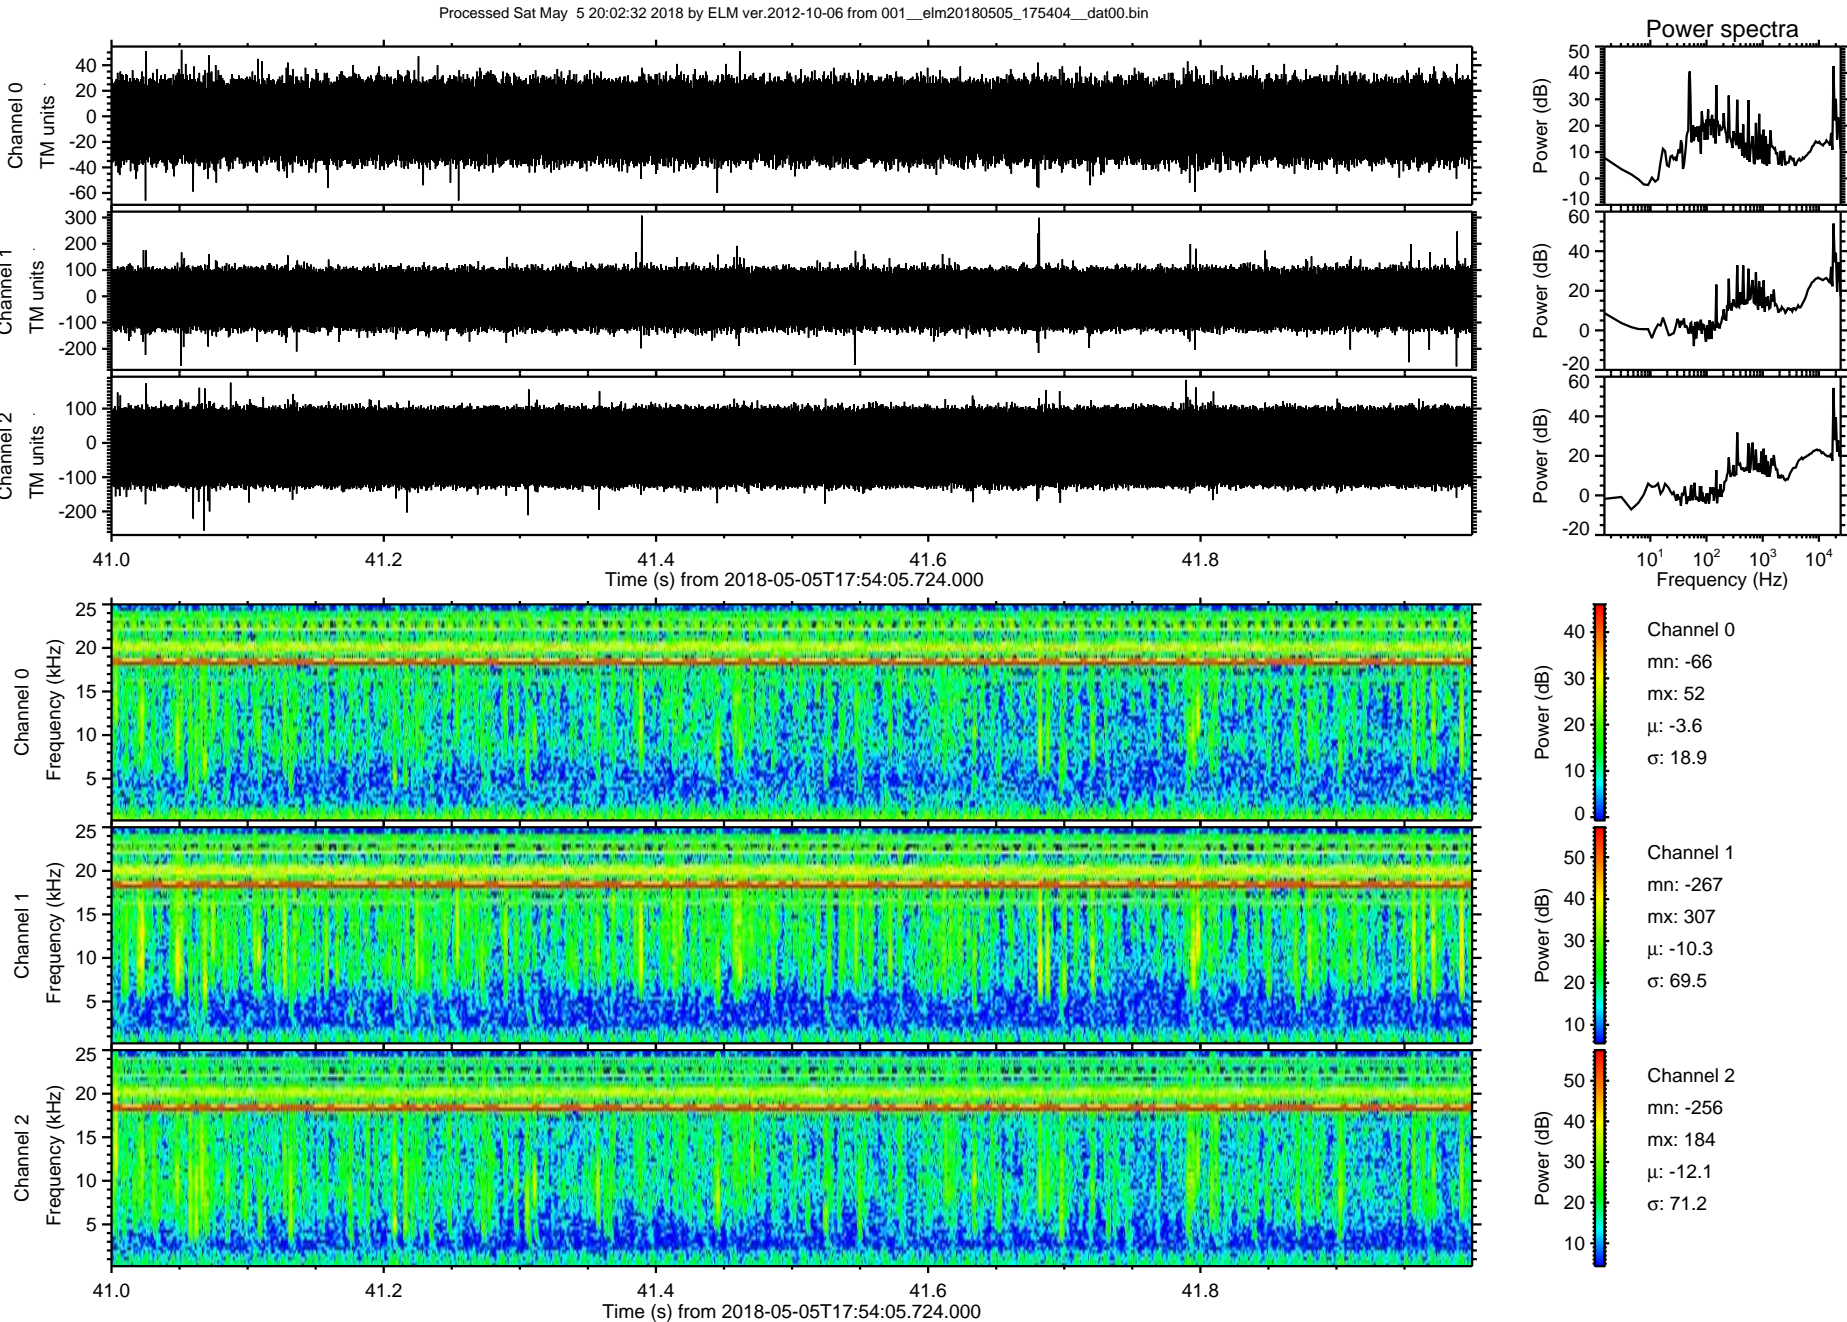 Processed Sat May 5 20:02:32 2018 by ELM ver.2012-10-06 from 001__elm20180505_175404__dat00.bin
Power spectra
Channel 0
TM units
40
20
0
-20
-40
-60
Power (dB)
50
40
30
20
10
0
-10
Channel 1
TM units
300
200
100
0
-100
-200
Power (dB)
60
40
20
0
-20
Channel 2
TM units
100
0
-100
-200
Power (dB)
60
40
20
0
-20
41.0 41.2 41.4 41.6 41.8
Time (s) from 2018-05-05T17:54:05.724.000
10¹ 10² 10³ 10⁴
Frequency (Hz)
Channel 0
Frequency (kHz)
25
20
15
10
5
Power (dB)
40
30
20
10
0
Channel 0
mn: -66
mx: 52
μ: -3.6
σ: 18.9
Channel 1
Frequency (kHz)
25
20
15
10
5
Power (dB)
50
40
30
20
10
Channel 1
mn: -267
mx: 307
μ: -10.3
σ: 69.5
Channel 2
Frequency (kHz)
25
20
15
10
5
Power (dB)
50
40
30
20
10
Channel 2
mn: -256
mx: 184
μ: -12.1
σ: 71.2
41.0 41.2 41.4 41.6 41.8
Time (s) from 2018-05-05T17:54:05.724.000